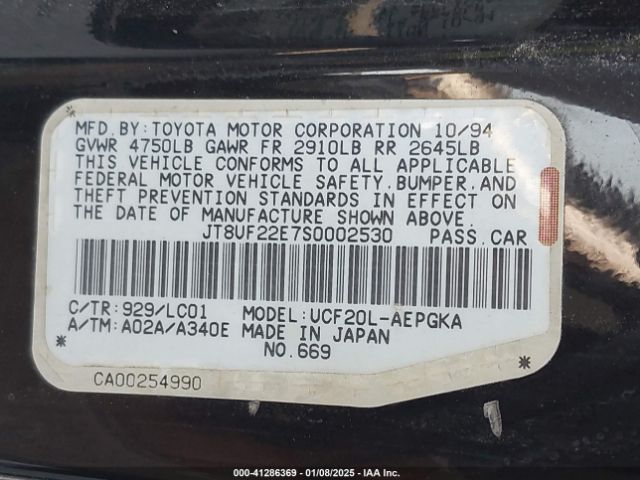 MFD.BY:TOYOTA MOTOR CORPORATION 10/94
GVWR 4750LB GAWR FR 2910LB RR 2645LB
THIS VEHICLE CONFORMS TO ALL APPLICABLE
FEDERAL MOTOR VEHICLE SAFETY.BUMPER.AND
THEFT PREVENTION STANDARDS IN EFFECT ON
THE DATE OF MANUFACTURE SHOWN ABOVE.
JT8UF22E7S0002530 PASS.CAR
C/TR:929/LC01 MODEL:UCF20L-AEPGKA
A/TM:A02A/A340E MADE IN JAPAN
NO.669
CA00254990
000-41286369 - 01/08/2025 - IAA Inc.